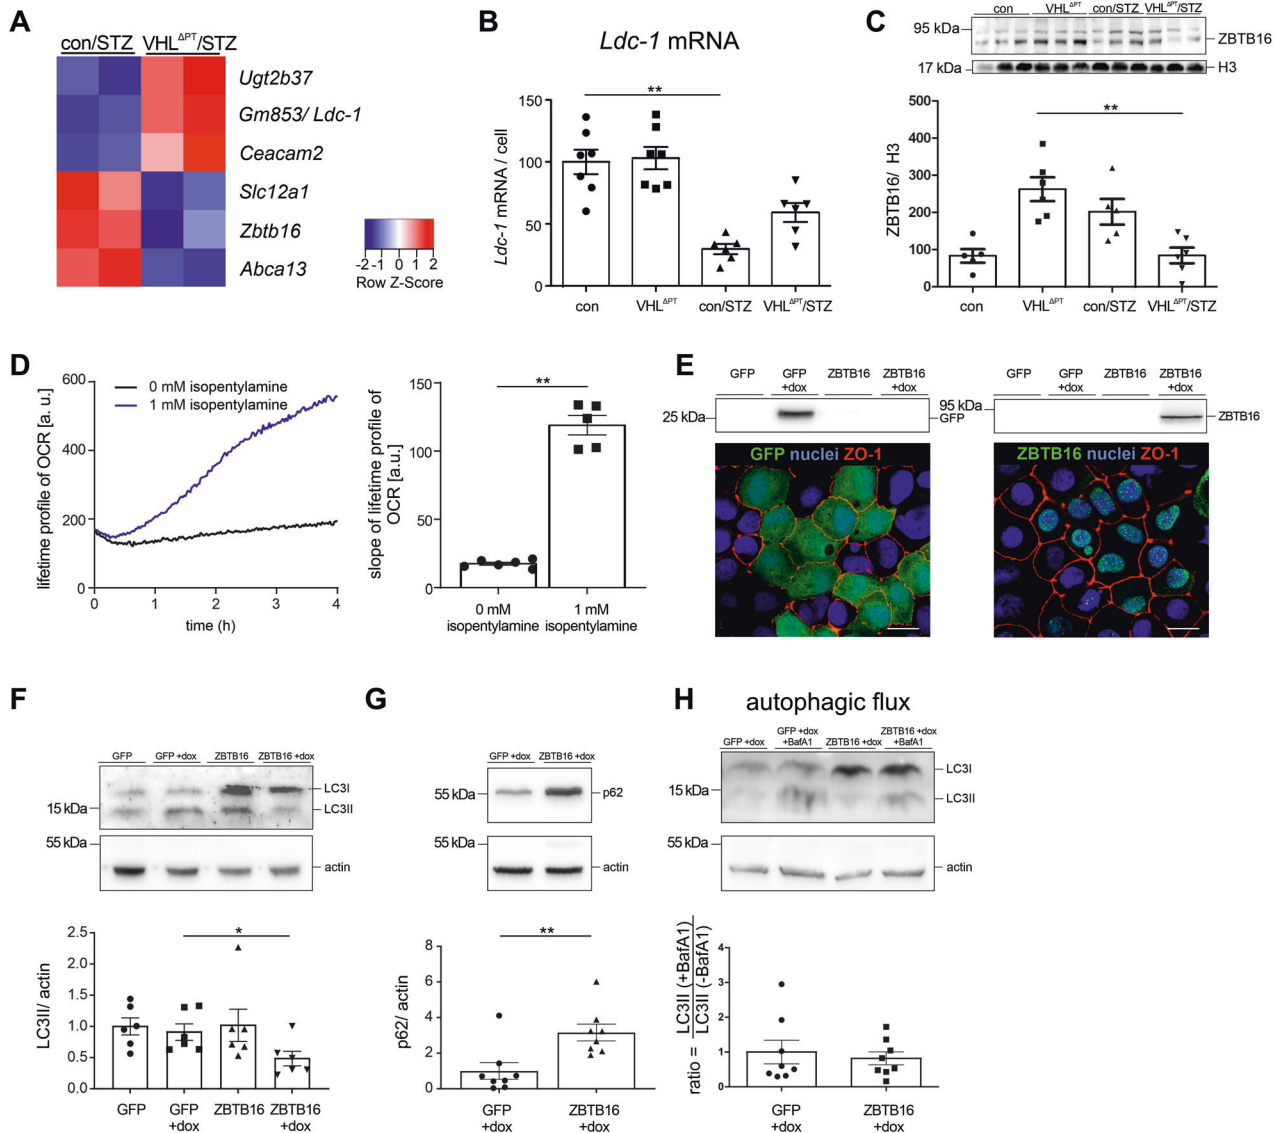 A
con/STZ VHLΔPT/STZ
Ugt2b37
Gm853/ Ldc-1
Ceacam2
Slc12a1
Zbtb16
Abca13
-2 -1 0 1 2
Row Z-Score
B
Ldc-1 mRNA
**
Ldc-1 mRNA / cell
150
100
50
0
con VHLΔPT con/STZ VHLΔPT/STZ
C
con VHLΔPT con/STZ VHLΔPT/STZ
95 kDa
ZBTB16
17 kDa
H3
**
ZBTB16/ H3
500
400
300
200
100
0
con VHLΔPT con/STZ VHLΔPT/STZ
D
lifetime profile of OCR [a. u.]
600
400
200
0
0 mM isopentylamine
1 mM isopentylamine
0 1 2 3 4
time (h)
slope of lifetime profile of
OCR [a.u.]
150
100
50
0
**
0 mM 1 mM
isopentylamine isopentylamine
E
GFP GFP +dox ZBTB16 ZBTB16 +dox
25 kDa
GFP
GFP nuclei ZO-1
GFP GFP +dox ZBTB16 ZBTB16 +dox
95 kDa
ZBTB16
ZBTB16 nuclei ZO-1
F
GFP GFP +dox ZBTB16 ZBTB16 +dox
LC3I
15 kDa
LC3II
55 kDa
actin
*
LC3II/ actin
2.5
2.0
1.5
1.0
0.5
0.0
GFP GFP ZBTB16 ZBTB16
+dox +dox
G
GFP +dox ZBTB16 +dox
55 kDa
p62
55 kDa
actin
**
p62/ actin
8
6
4
2
0
GFP ZBTB16
+dox +dox
H
autophagic flux
GFP +dox GFP +dox +BafA1 ZBTB16 +dox ZBTB16 +dox +BafA1
LC3I
15 kDa
LC3II
55 kDa
actin
ratio = LC3II (+BafA1)
LC3II (-BafA1)
4
3
2
1
0
GFP ZBTB16
+dox +dox